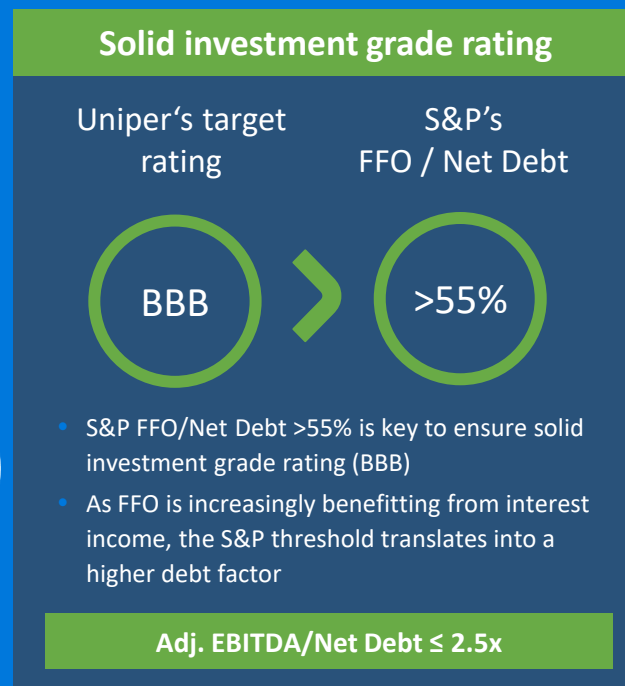 Solid investment grade rating
Uniper‘s target
rating
S&P’s
FFO / Net Debt
BBB
>55%
• S&P FFO/Net Debt >55% is key to ensure solid
investment grade rating (BBB)
• As FFO is increasingly benefitting from interest
income, the S&P threshold translates into a
higher debt factor
Adj. EBITDA/Net Debt ≤ 2.5x